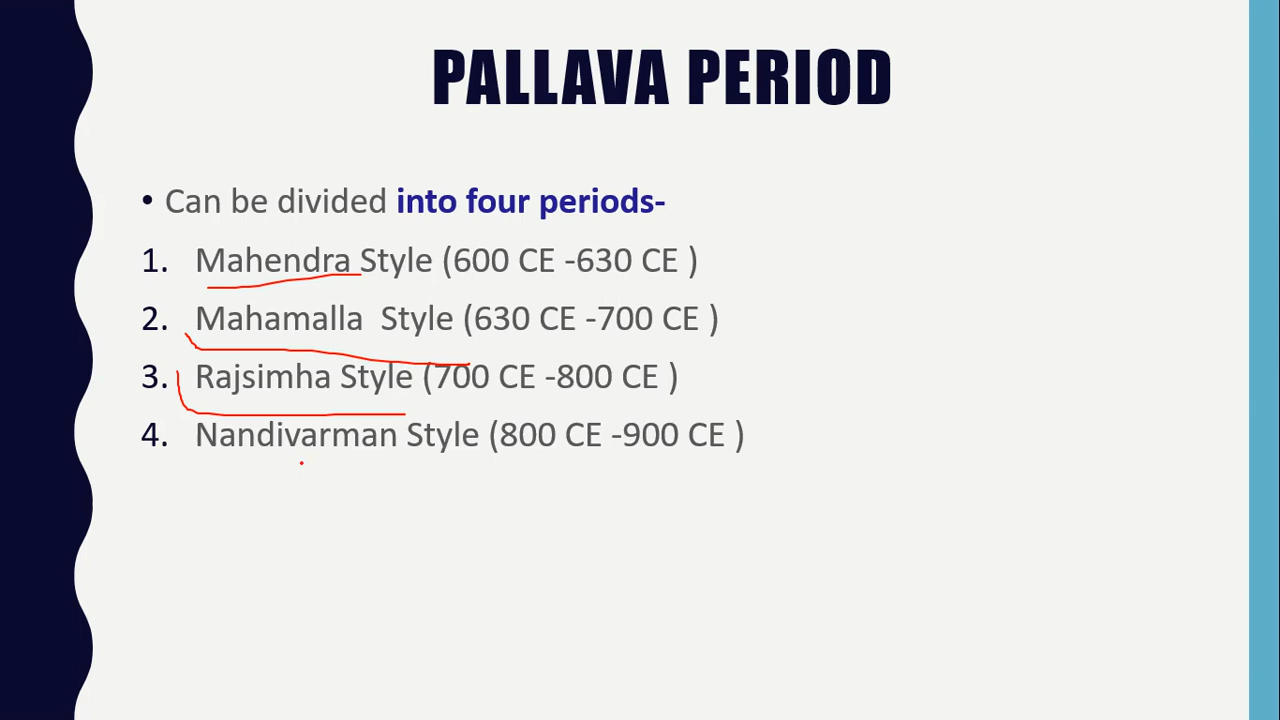 PALLAVA PERIOD
• Can be divided into four periods-
1. Mahendra Style (600 CE -630 CE )
2. Mahamalla  Style (630 CE -700 CE )
3. Rajsimha Style (700 CE -800 CE )
4. Nandivarman Style (800 CE -900 CE )